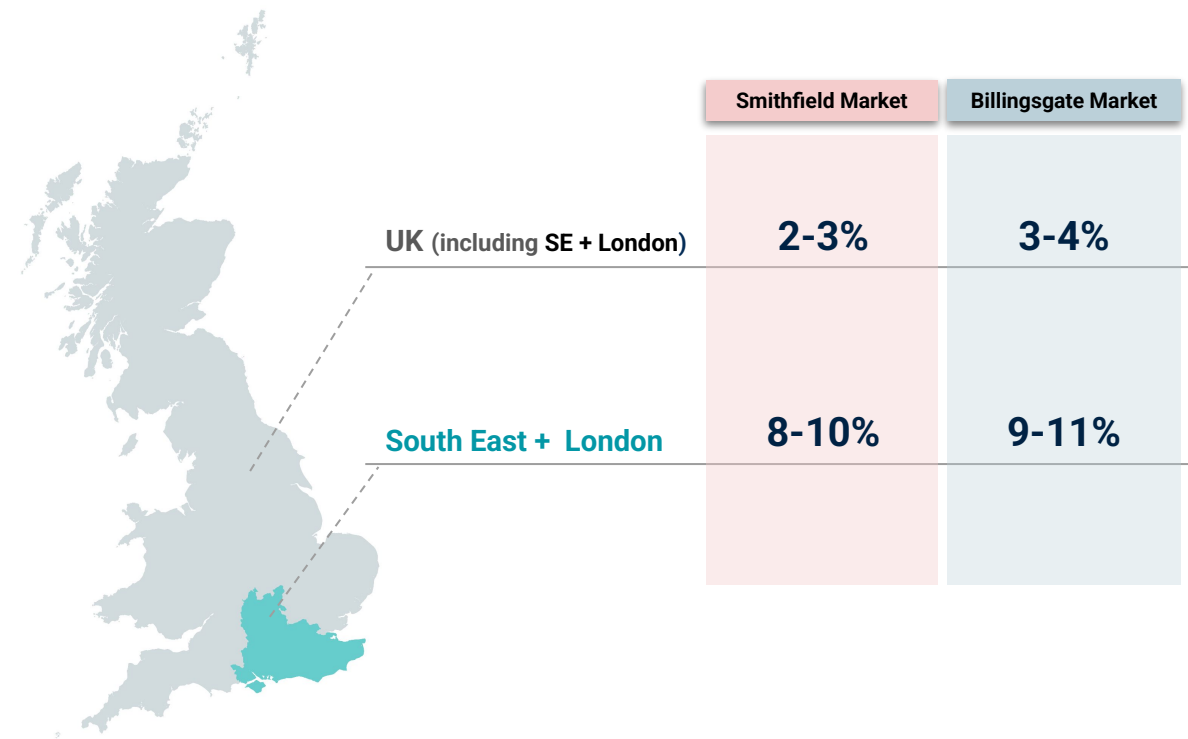 Smithfield Market
Billingsgate Market
UK (including SE + London)
2-3%
3-4%
South East + London
8-10%
9-11%